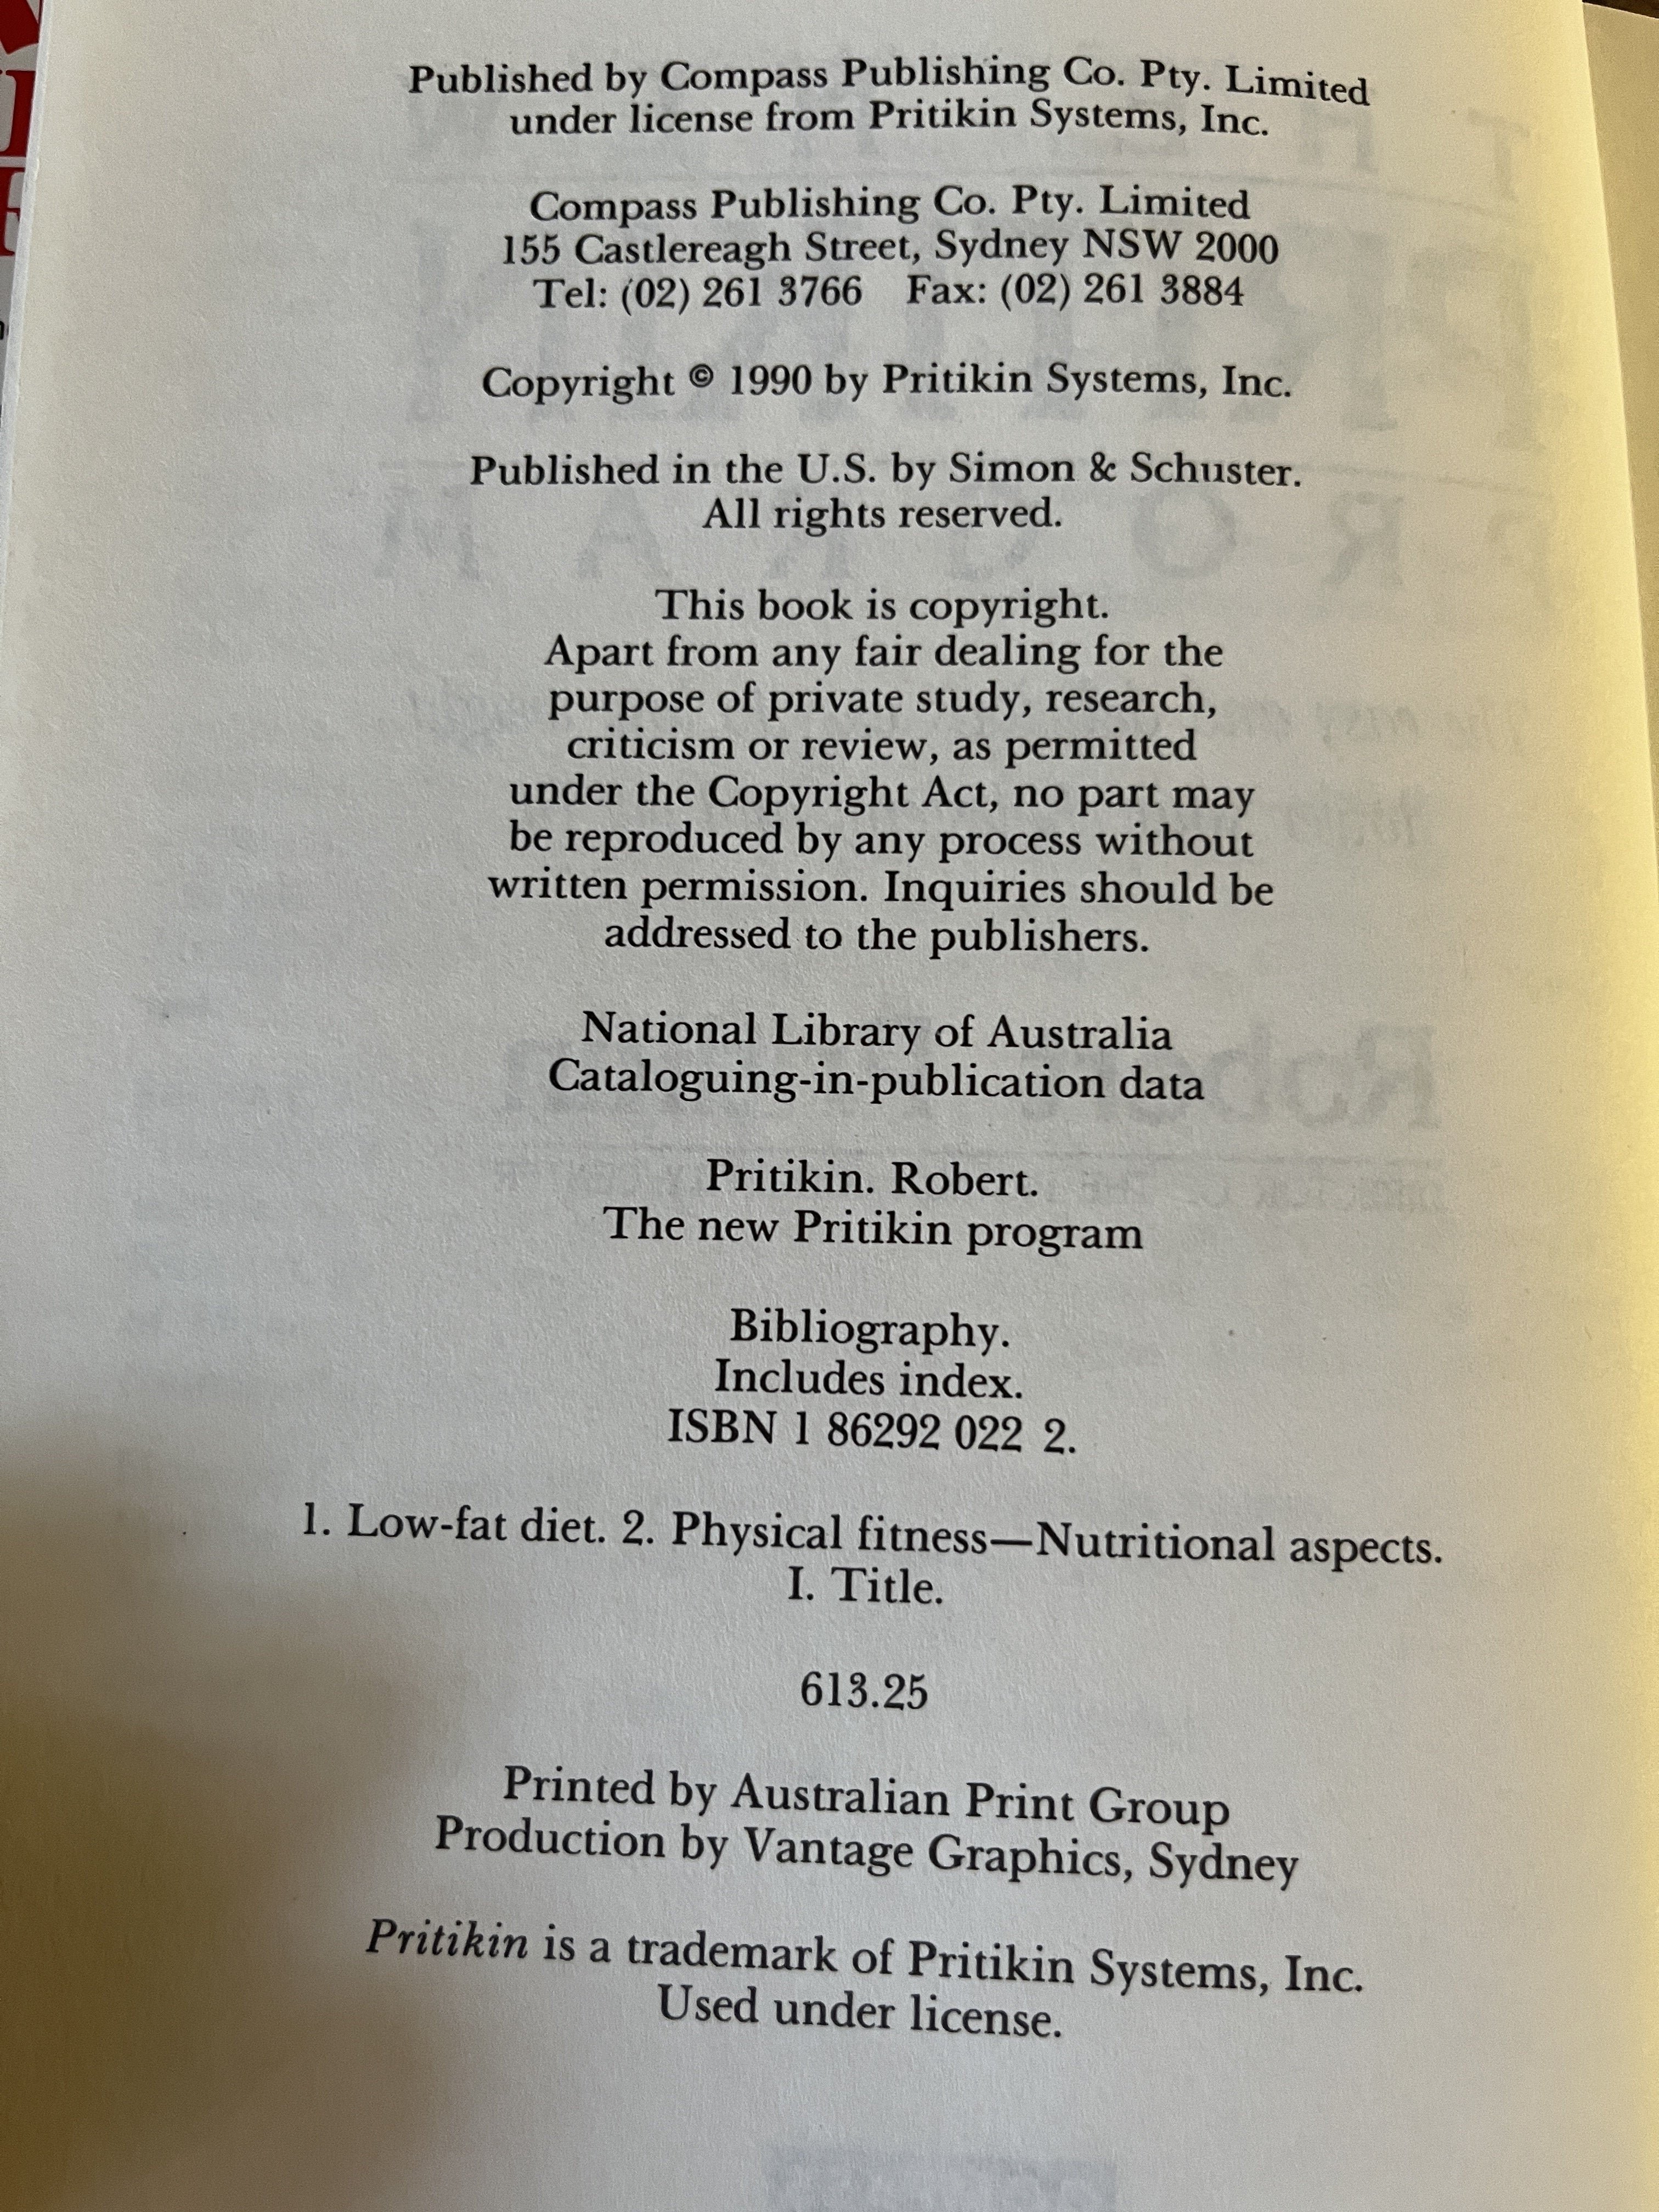 Published by Compass Publishing Co. Pty. Limited
under license from Pritikin Systems, Inc.
Compass Publishing Co. Pty. Limited
155 Castlereagh Street, Sydney NSW 2000
Tel: (02) 261 3766 Fax: (02) 261 3884
Copyright © 1990 by Pritikin Systems, Inc.
Published in the U.S. by Simon & Schuster.
All rights reserved.
This book is copyright.
Apart from any fair dealing for the
purpose of private study, research,
criticism or review, as permitted
under the Copyright Act, no part may
be reproduced by any process without
written permission. Inquiries should be
addressed to the publishers.
National Library of Australia
Cataloguing-in-publication data
Pritikin. Robert.
The new Pritikin program
Bibliography.
Includes index.
ISBN 1 86292 022 2.
1. Low-fat diet. 2. Physical fitness—Nutritional aspects.
I. Title.
613.25
Printed by Australian Print Group
Production by Vantage Graphics, Sydney
Pritikin is a trademark of Pritikin Systems, Inc.
Used under license.